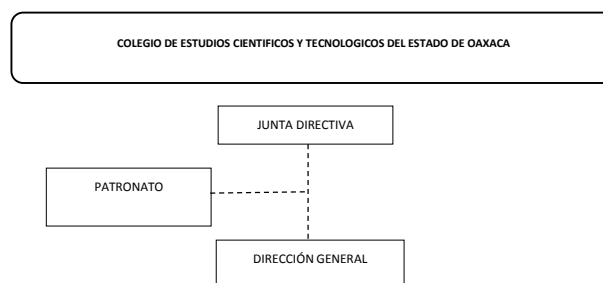 COLEGIO DE ESTUDIOS CIENTIFICOS Y TECNOLOGICOS DEL ESTADO DE OAXACA
JUNTA DIRECTIVA
PATRONATO
DIRECCIÓN GENERAL